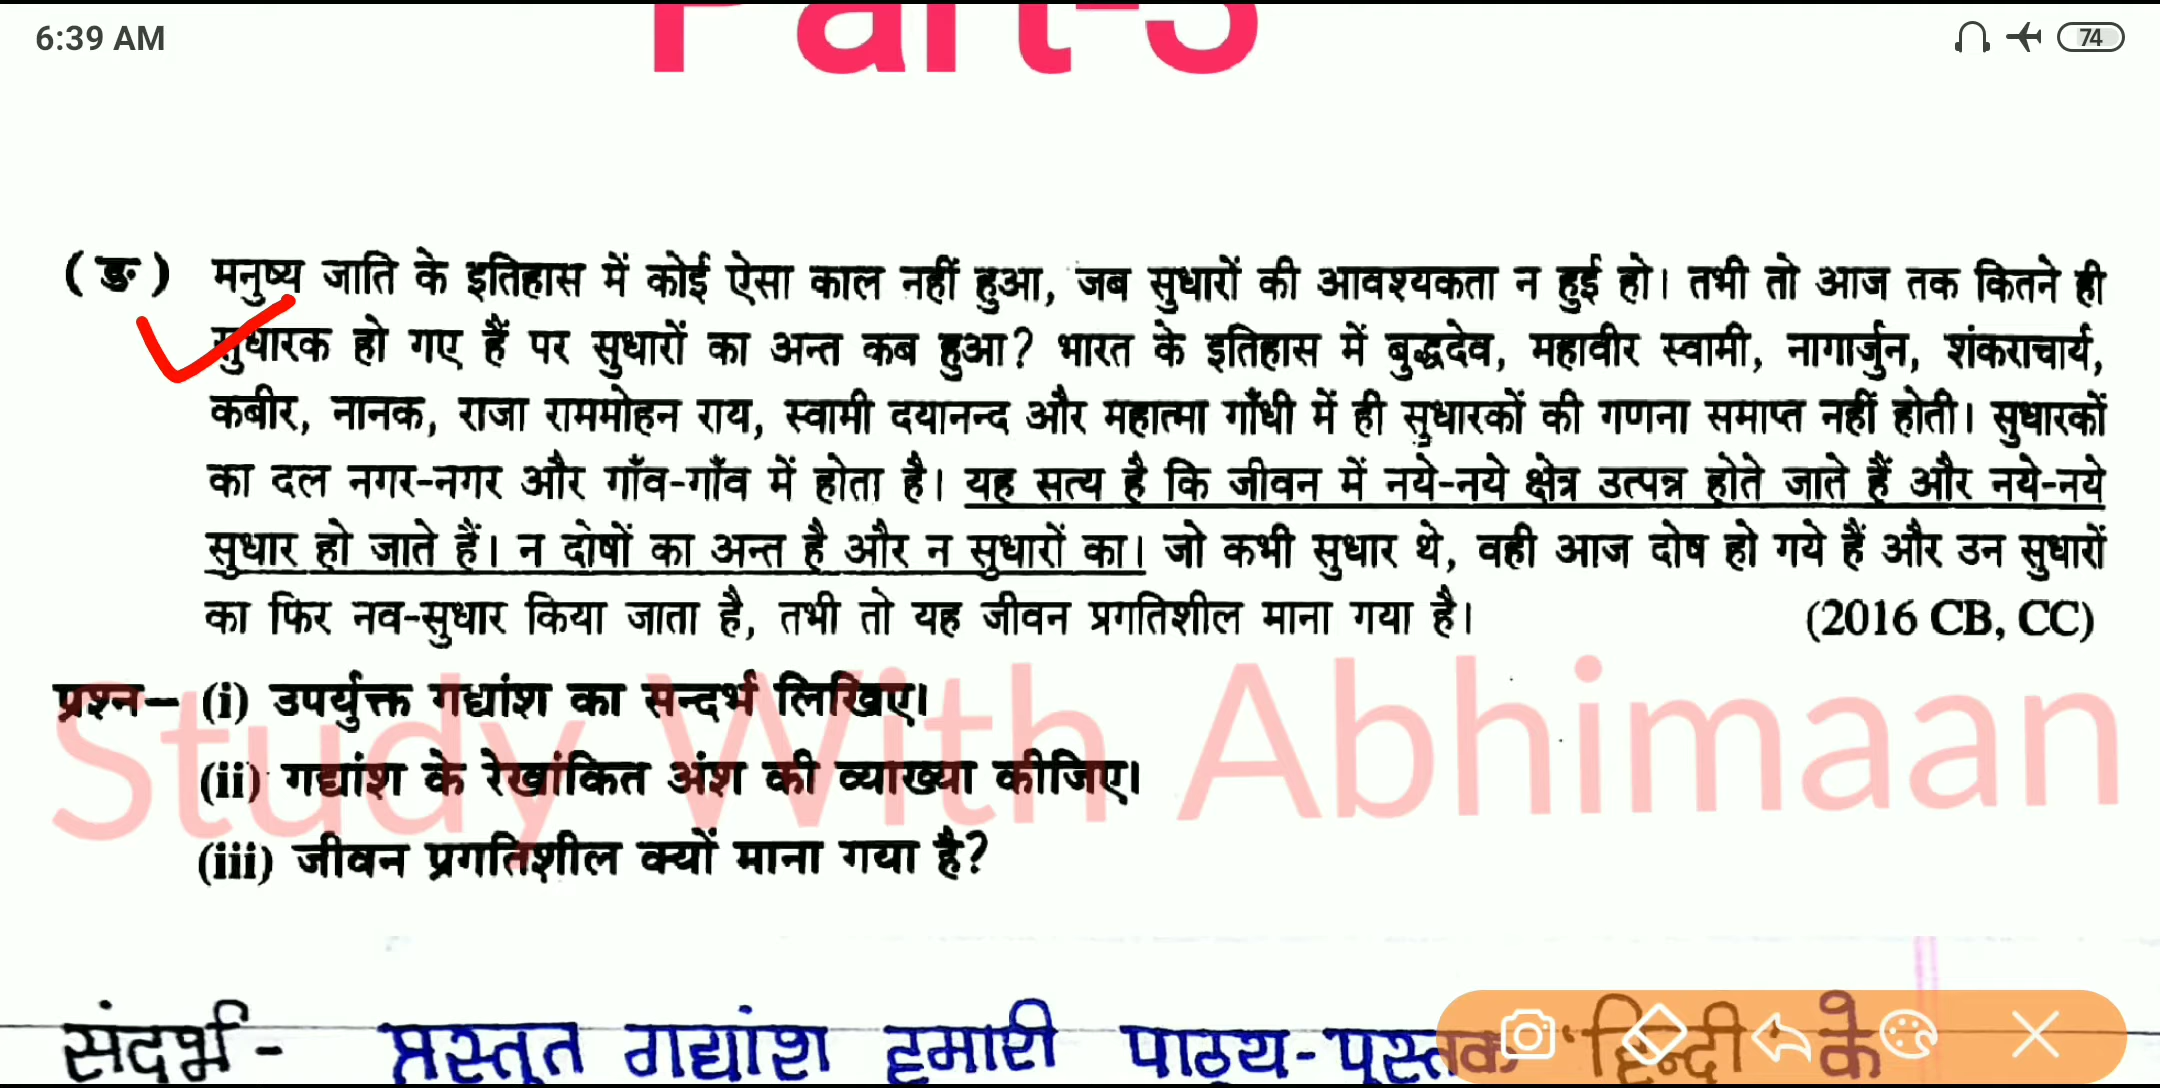 6:39 AM
74
Part-5
(ङ) मनुष्य जाति के इतिहास में कोई ऐसा काल नहीं हुआ, जब सुधारों की आवश्यकता न हुई हो। तभी तो आज तक कितने ही
सुधारक हो गए हैं पर सुधारों का अन्त कब हुआ? भारत के इतिहास में बुद्धदेव, महावीर स्वामी, नागार्जुन, शंकराचार्य,
कबीर, नानक, राजा राममोहन राय, स्वामी दयानन्द और महात्मा गाँधी में ही सुधारकों की गणना समाप्त नहीं होती। सुधारकों
का दल नगर-नगर और गाँव-गाँव में होता है। यह सत्य है कि जीवन में नये-नये क्षेत्र उत्पन्न होते जाते हैं और नये-नये
सुधार हो जाते हैं। न दोषों का अन्त है और न सुधारों का। जो कभी सुधार थे, वही आज दोष हो गये हैं और उन सुधारों
का फिर नव-सुधार किया जाता है, तभी तो यह जीवन प्रगतिशील माना गया है। (2016 CB, CC)
प्रश्न– (i) उपर्युक्त गद्यांश का सन्दर्भ लिखिए।
(ii) गद्यांश के रेखांकित अंश की व्याख्या कीजिए।
(iii) जीवन प्रगतिशील क्यों माना गया है?
Study With Abhimaan
संदर्भ - प्रस्तुत गद्यांश हमारी पाठ्य-पुस्तक 'हिन्दी' के